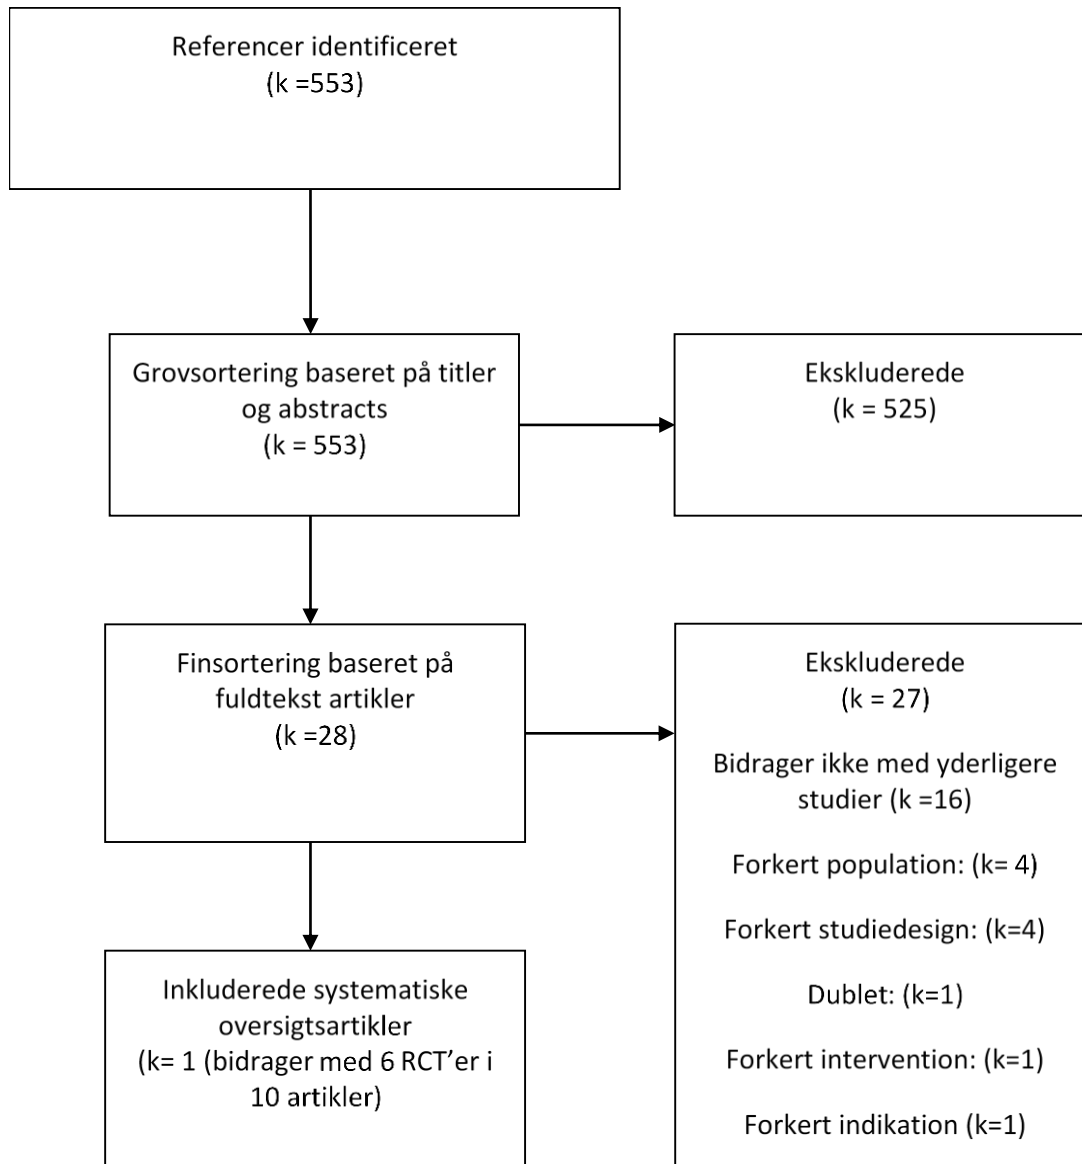 Referencer identificeret
(k =553)
Grovsortering baseret på titler
og abstracts
(k = 553)
Ekskluderede
(k = 525)
Finsortering baseret på
fuldtekst artikler
(k =28)
Ekskluderede
(k = 27)
Bidrager ikke med yderligere
studier (k =16)
Forkert population: (k= 4)
Forkert studiedesign: (k=4)
Dublet: (k=1)
Forkert intervention: (k=1)
Forkert indikation (k=1)
Inkluderede systematiske
oversigtsartikler
(k= 1 (bidrager med 6 RCT’er i
10 artikler)